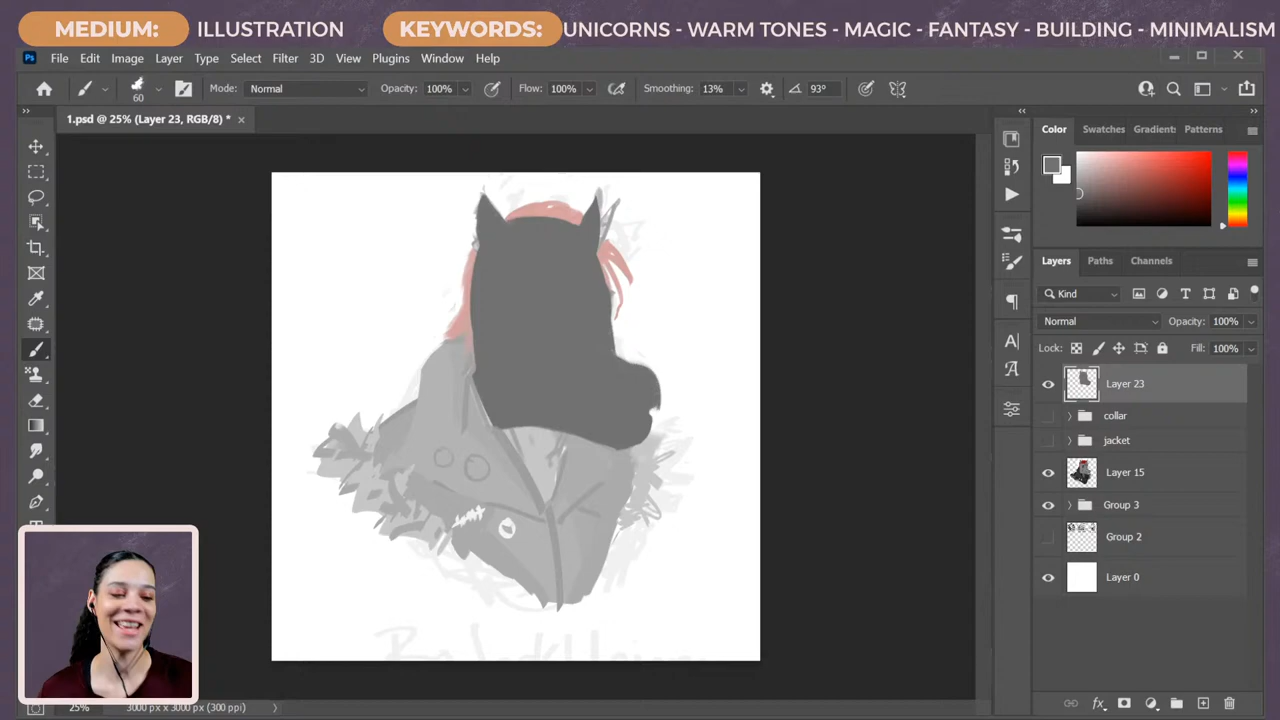 MEDIUM: ILLUSTRATION KEYWORDS: UNICORNS - WARM TONES - MAGIC - FANTASY - BUILDING - MINIMALISM
Ps File Edit Image Layer Type Select Filter 3D View Plugins Window Help
60 Mode: Normal Opacity: 100% Flow: 100% Smoothing: 13% 93°
1.psd @ 25% (Layer 23, RGB/8) *
Color Swatches Gradient: Patterns
Layers Paths Channels
Kind
Normal Opacity: 100%
Lock: Fill: 100%
Layer 23
collar
jacket
Layer 15
Group 3
Group 2
Layer 0
25% 3000 px x 3000 px (300 ppi)